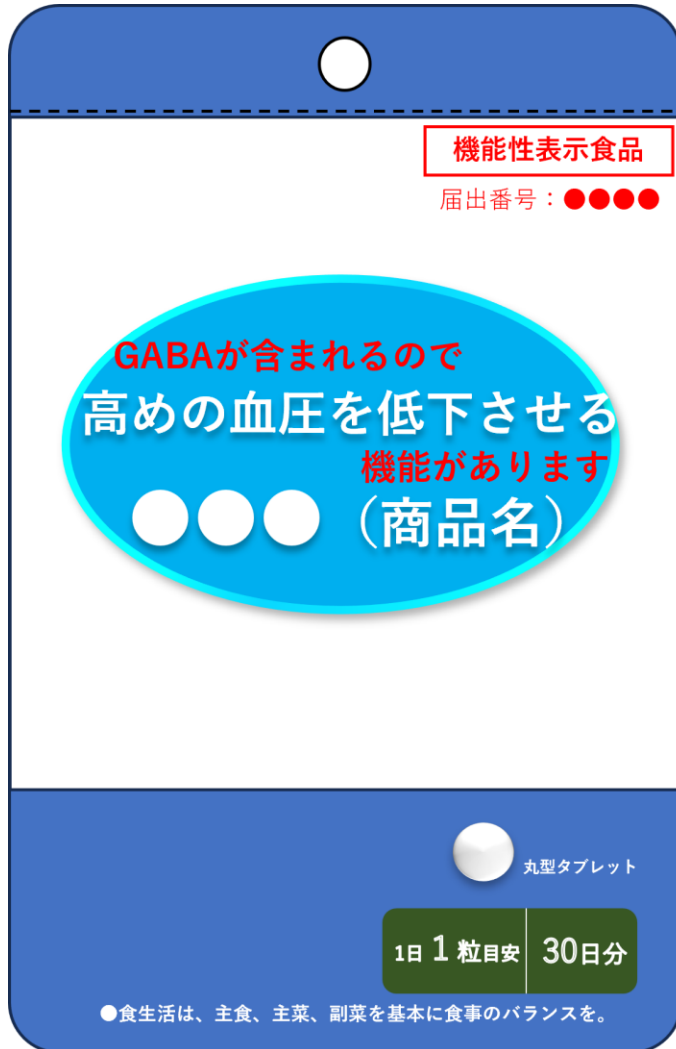 機能性表示食品
届出番号：●●●●
GABAが含まれるので
高めの血圧を低下させる
機能があります
●●●（商品名）
丸型タブレット
1日 1 粒目安 30日分
●食生活は、主食、主菜、副菜を基本に食事のバランスを。